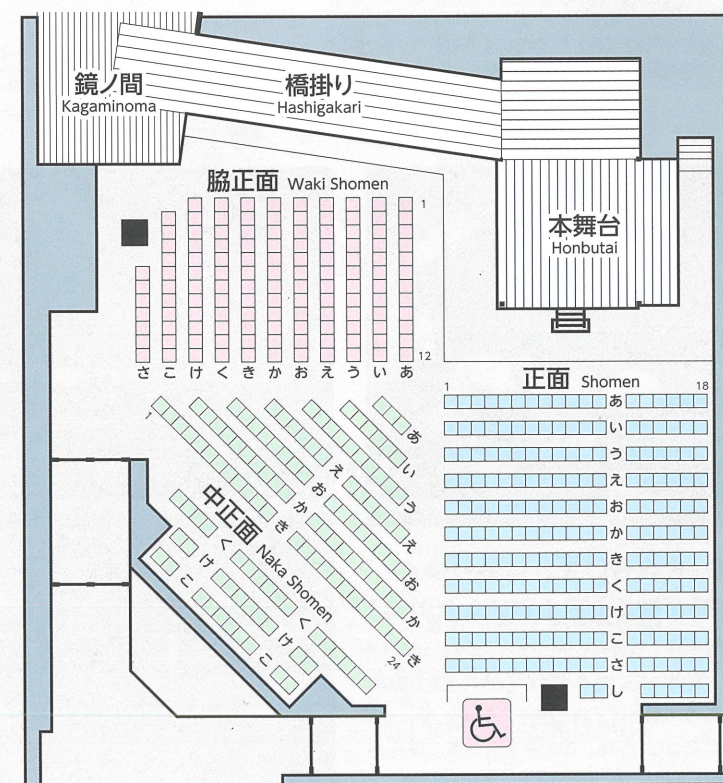 鏡ノ間
Kagaminoma
橋掛り
Hashigakari
本舞台
Honbutai
脇正面 Waki Shomen
1
12
さ こ け く き か お え う い あ
正面 Shomen
1
18
あ
い
う
え
お
か
き
く
け
こ
さ
し
中正面 Naka Shomen
1
あ
い
う
え
え
お
お
か
か
き
き
24
く
く
け
け
こ
こ